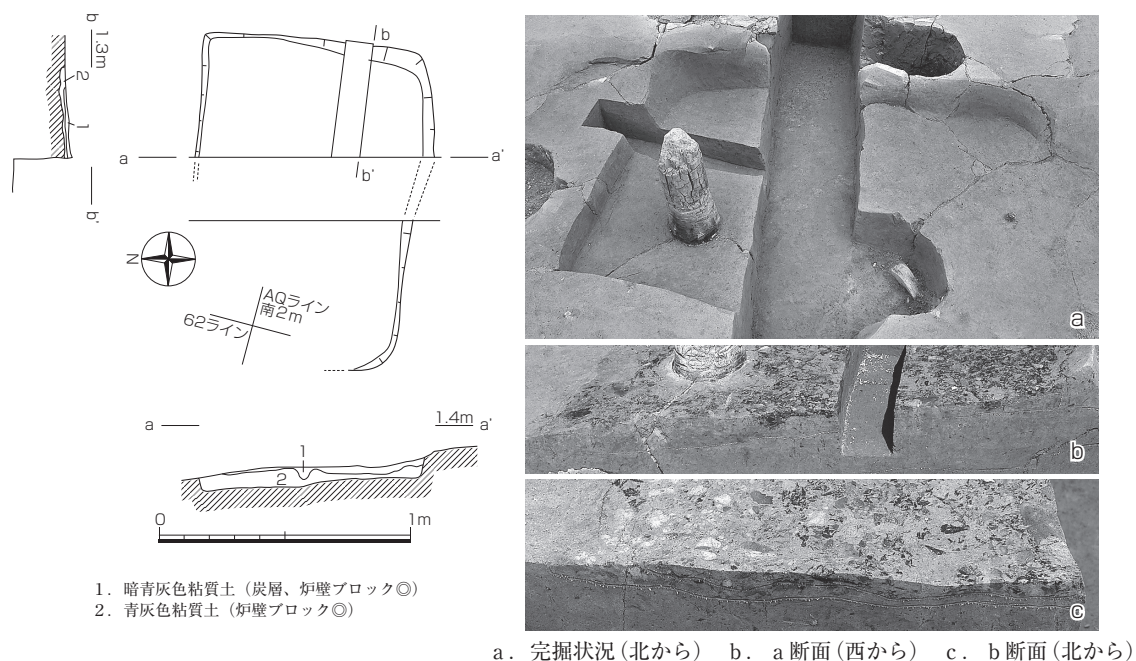 b 1.3m
2
1
b'
b
a
a'
b'
N
AQライン
南2m
62ライン
a
1.4m a'
1
2
0 1m
1．暗青灰色粘質土（炭層、炉壁ブロック◎）
2．青灰色粘質土（炉壁ブロック◎）
a
b
c
a．完掘状況（北から） b．a断面（西から） c．b断面（北から）